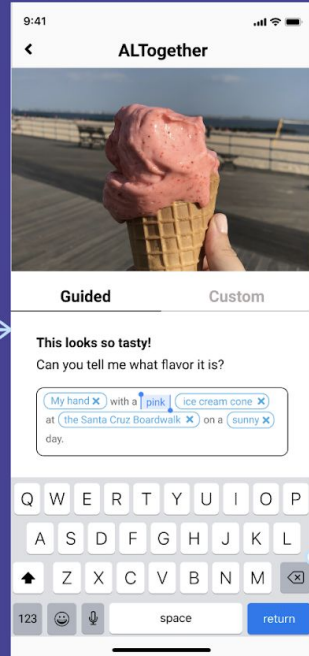 9:41
ALTogether
Guided Custom
This looks so tasty!
Can you tell me what flavor it is?
My hand × with a pink ice cream cone ×
at the Santa Cruz Boardwalk × on a sunny ×
day.
Q W E R T Y U I O P
A S D F G H J K L
Z X C V B N M
123 space return